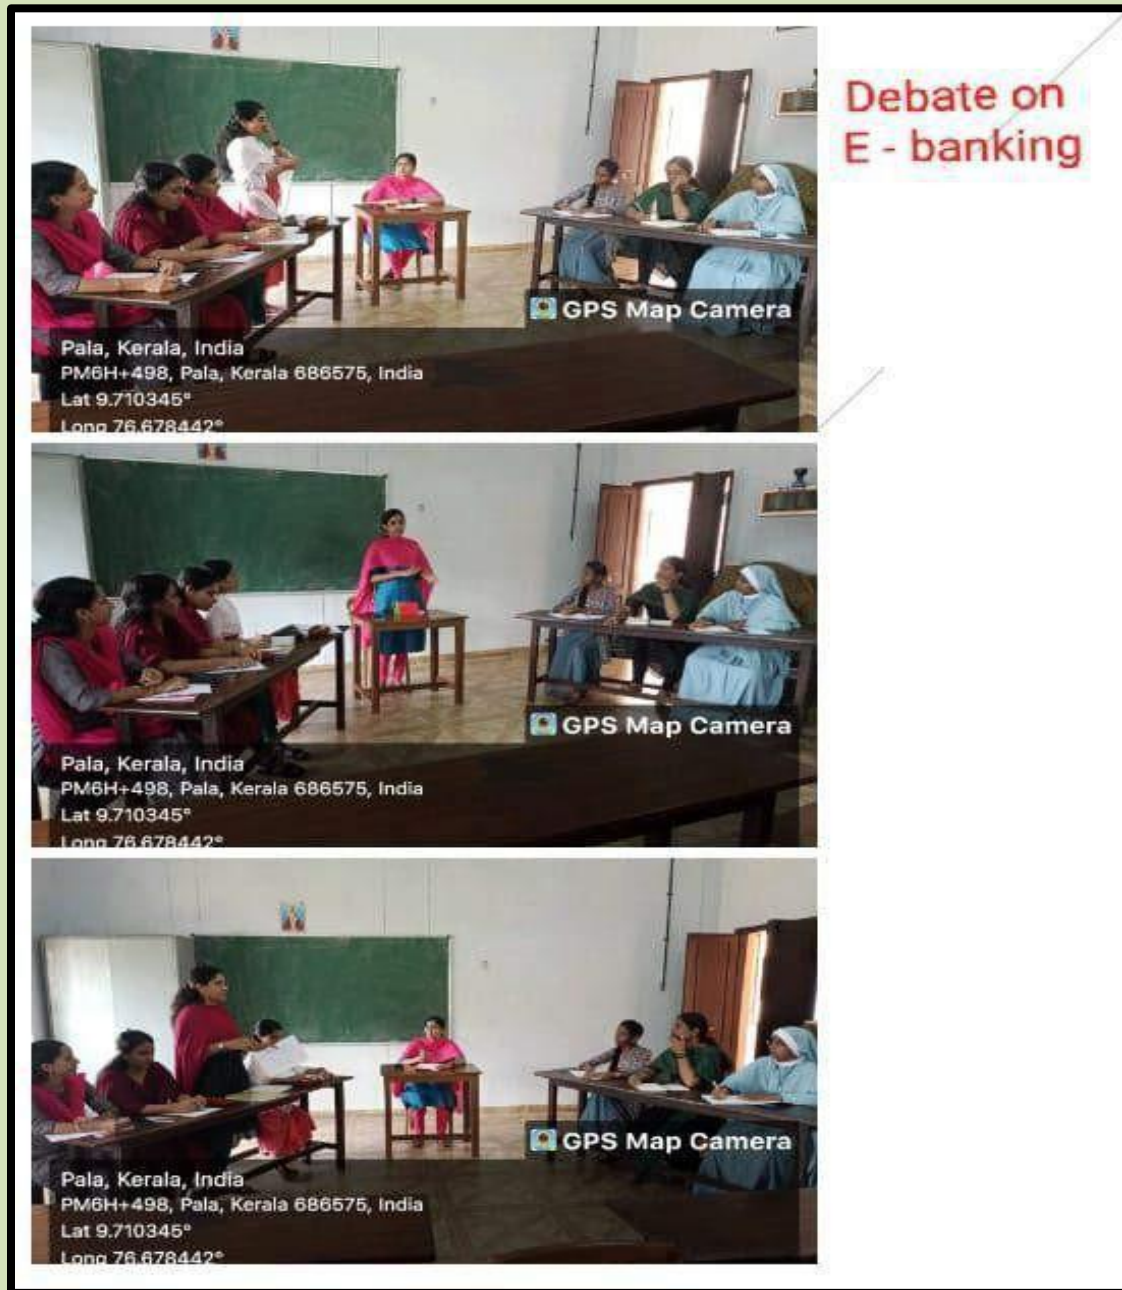 Debate on
E - banking
GPS Map Camera
Pala, Kerala, India
PM6H+498, Pala, Kerala 686575, India
Lat 9.710345°
Long 76.678442°
GPS Map Camera
Pala, Kerala, India
PM6H+498, Pala, Kerala 686575, India
Lat 9.710345°
Long 76.678442°
GPS Map Camera
Pala, Kerala, India
PM6H+498, Pala, Kerala 686575, India
Lat 9.710345°
Long 76.678442°